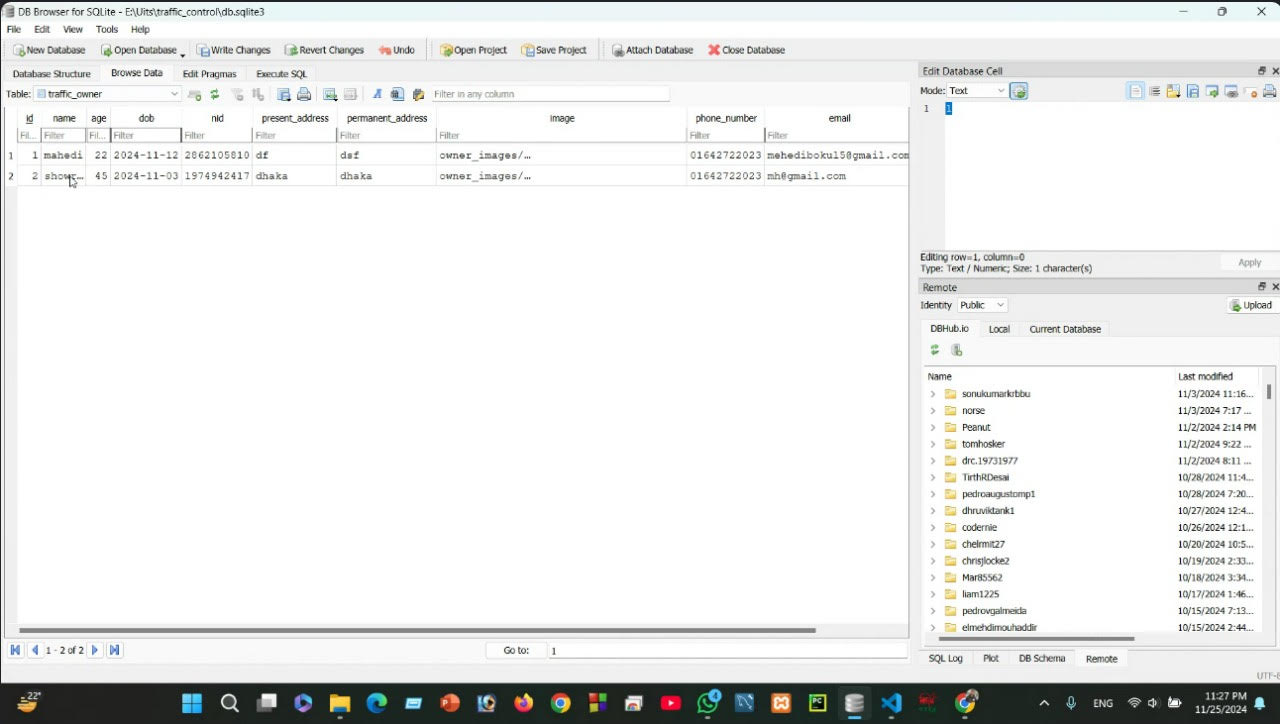 DB Browser for SQLite - E:\Uits\traffic_control\db.sqlite3
File Edit View Tools Help
New Database Open Database Write Changes Revert Changes Undo Open Project Save Project Attach Database Close Database
Database Structure Browse Data Edit Pragmas Execute SQL
Table: traffic_owner Filter in any column
id name age dob nid present_address permanent_address image phone_number email
Fil... Filter Fil... Filter Filter Filter Filter Filter Filter Filter
1 1 mahedi 22 2024-11-12 2862105810 df dsf owner_images/… 01642722023 mehediboku15@gmail.com
2 2 showr… 45 2024-11-03 1974942417 dhaka dhaka owner_images/… 01642722023 mh@gmail.com
1 - 2 of 2 Go to: 1
Edit Database Cell
Mode: Text
1 1
Editing row=1, column=0
Type: Text / Numeric; Size: 1 character(s)
Apply
Remote
Identity Public Upload
DBHub.io Local Current Database
Name Last modified
sonukumarkrbbu 11/3/2024 11:16...
norse 11/3/2024 7:17 ...
Peanut 11/2/2024 2:14 PM
tomhosker 11/2/2024 9:22 ...
drc.19731977 11/2/2024 8:11 ...
TirthRDesai 10/28/2024 11:4...
pedroaugustomp1 10/28/2024 7:20...
dhruviktank1 10/27/2024 12:4...
codernie 10/26/2024 12:1...
chelrmit27 10/20/2024 10:5...
chrisjlocke2 10/19/2024 2:33...
Mar85562 10/18/2024 3:34...
liam1225 10/17/2024 1:46...
pedrovgalmeida 10/15/2024 7:13...
elmehdimouhaddir 10/15/2024 2:44...
SQL Log Plot DB Schema Remote
UTF-8
22°
4
PC
ENG
11:27 PM
11/25/2024